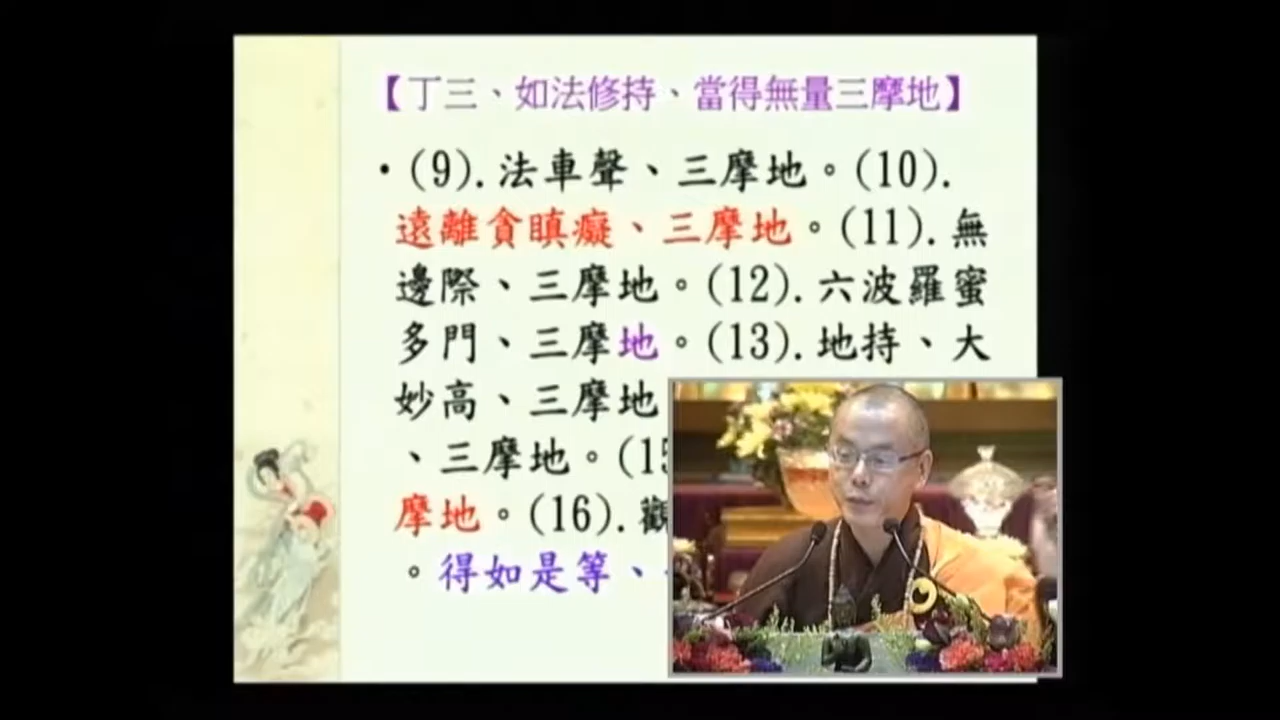 【丁三、如法修持、當得無量三摩地】
•(9).法車聲、三摩地。(10).
遠離貪瞋癡、三摩地。(11).無
邊際、三摩地。(12).六波羅蜜
多門、三摩地。(13).地持、大
妙高、三摩地
、三摩地。(15
摩地。(16).觀
。得如是等、